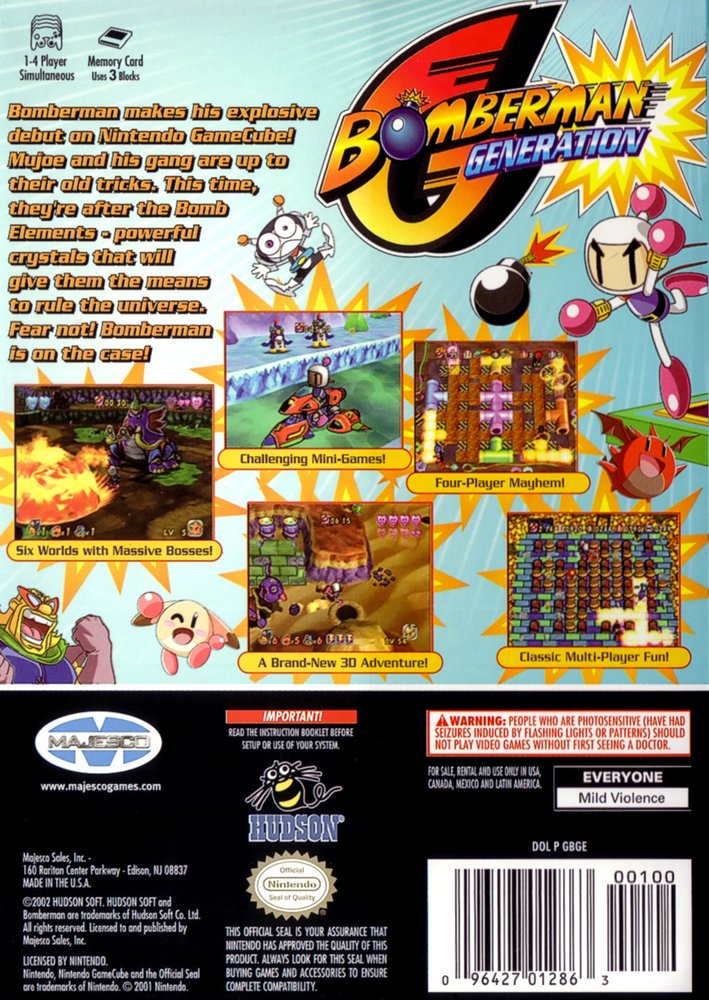 1-4 Player
Simultaneous
Memory Card
Uses 3 Blocks
BOMBERMAN
GENERATION
Bomberman makes his explosive
debut on Nintendo GameCube!
Mujoe and his gang are up to
their old tricks. This time,
they're after the Bomb
Elements - powerful
crystals that will
give them the means
to rule the universe.
Fear not! Bomberman
is on the case!
Challenging Mini-Games!
Four-Player Mayhem!
Six Worlds with Massive Bosses!
A Brand-New 3D Adventure!
Classic Multi-Player Fun!
MAJESCO
www.majescogames.com
IMPORTANT!
READ THE INSTRUCTION BOOKLET BEFORE
SETUP OR USE OF YOUR SYSTEM.
WARNING: PEOPLE WHO ARE PHOTOSENSITIVE (HAVE HAD
SEIZURES INDUCED BY FLASHING LIGHTS OR PATTERNS) SHOULD
NOT PLAY VIDEO GAMES WITHOUT FIRST SEEING A DOCTOR.
FOR SALE, RENTAL AND USE ONLY IN USA,
CANADA, MEXICO AND LATIN AMERICA.
EVERYONE
Mild Violence
HUDSON
DOL P GBGE
Majesco Sales, Inc. -
160 Raritan Center Parkway - Edison, NJ 08837
MADE IN THE U.S.A.
©2002 HUDSON SOFT. HUDSON SOFT and
Bomberman are trademarks of Hudson Soft Co. Ltd.
All rights reserved. Licensed to and published by
Majesco Sales, Inc.
LICENSED BY NINTENDO.
Nintendo, Nintendo GameCube and the Official Seal
are trademarks of Nintendo. © 2001 Nintendo.
Official
Nintendo
Seal of Quality
THIS OFFICIAL SEAL IS YOUR ASSURANCE THAT
NINTENDO HAS APPROVED THE QUALITY OF THIS
PRODUCT. ALWAYS LOOK FOR THIS SEAL WHEN
BUYING GAMES AND ACCESSORIES TO ENSURE
COMPLETE COMPATIBILITY.
00100
0 96427 01286 3